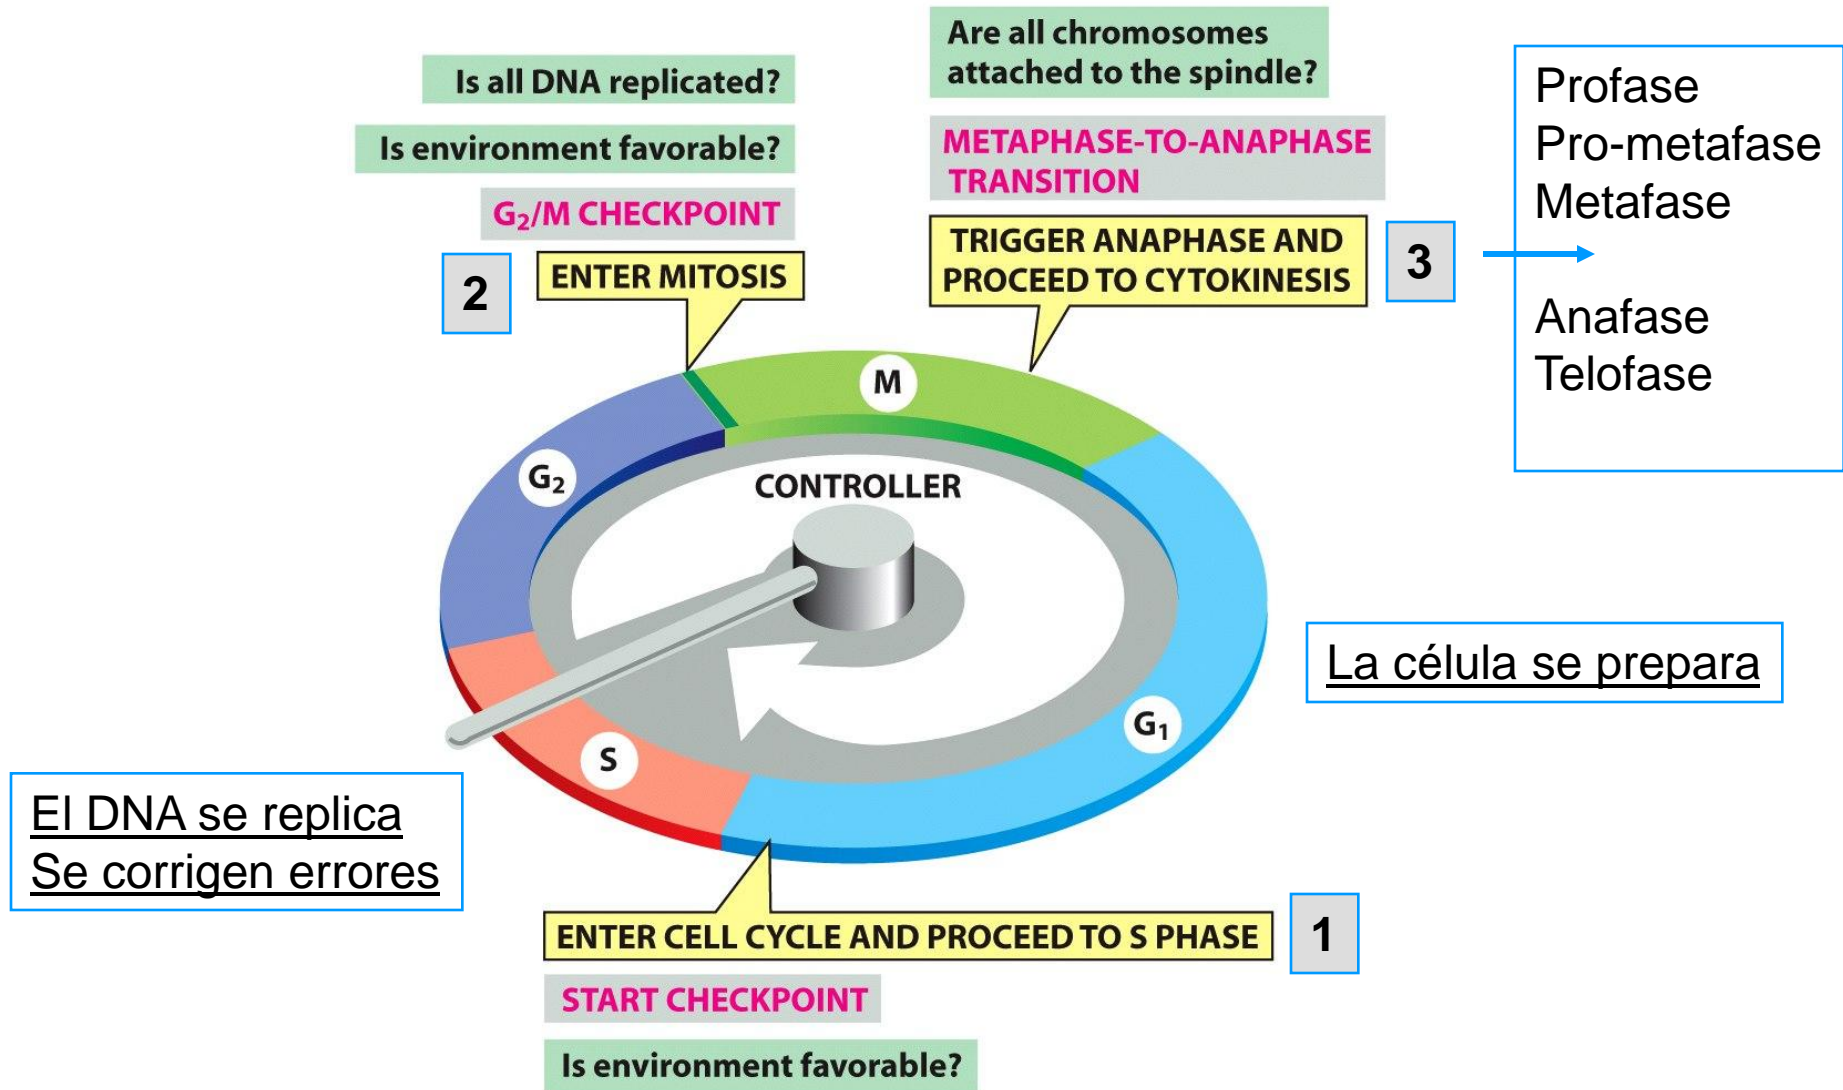 Is all DNA replicated?
Is environment favorable?
G₂/M CHECKPOINT
2
ENTER MITOSIS
Are all chromosomes
attached to the spindle?
METAPHASE-TO-ANAPHASE
TRANSITION
TRIGGER ANAPHASE AND
PROCEED TO CYTOKINESIS
3
Profase
Pro-metafase
Metafase
Anafase
Telofase
M
G₂
CONTROLLER
La célula se prepara
G₁
S
El DNA se replica
Se corrigen errores
ENTER CELL CYCLE AND PROCEED TO S PHASE
1
START CHECKPOINT
Is environment favorable?